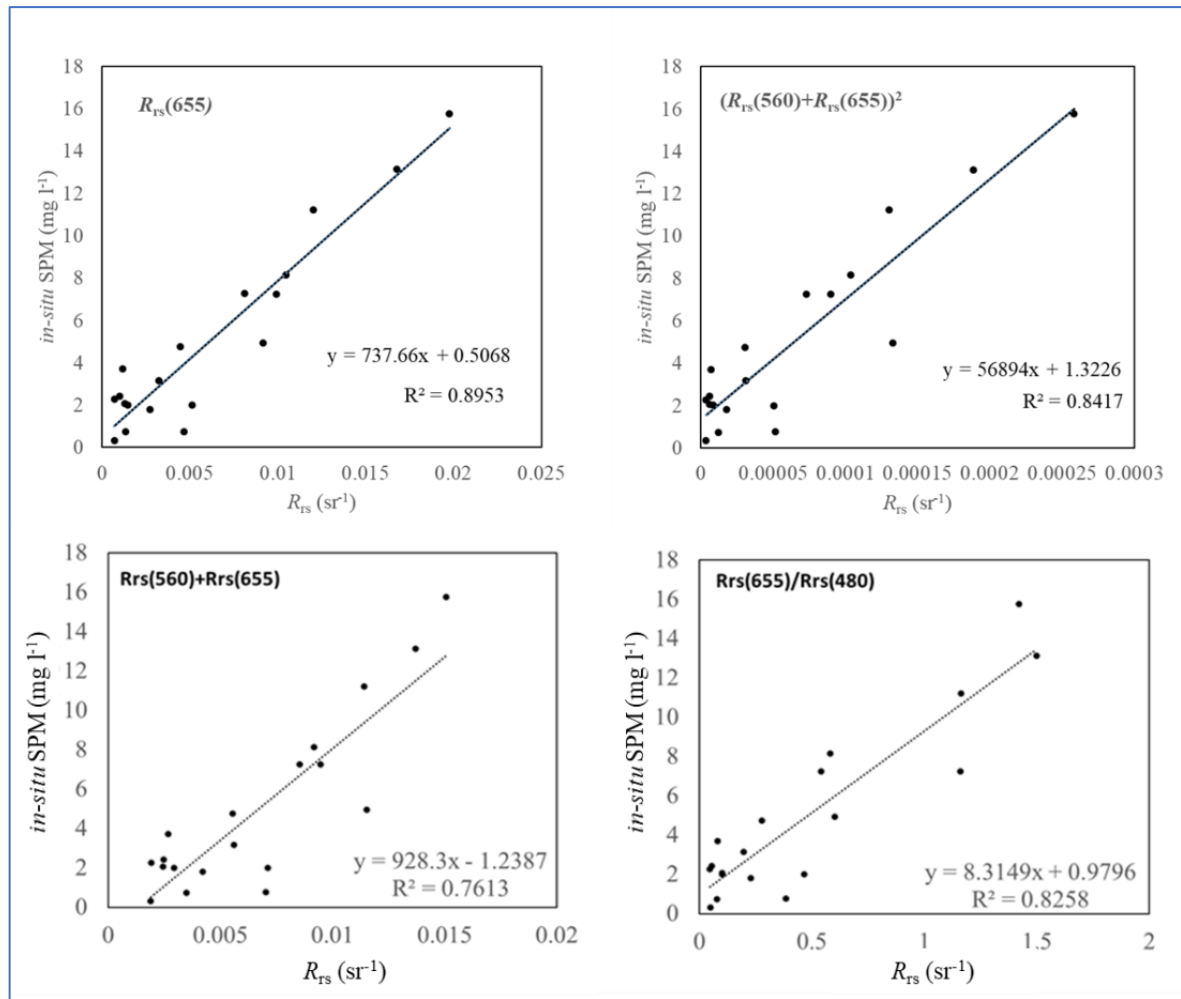 18
16
14
12
10
8
6
4
2
0
in-situ SPM (mg l⁻¹)
Rrs(655)
y = 737.66x + 0.5068
R² = 0.8953
0 0.005 0.01 0.015 0.02 0.025
Rrs (sr⁻¹)
18
16
14
12
10
8
6
4
2
0
in-situ SPM (mg l⁻¹)
(Rrs(560)+Rrs(655))²
y = 56894x + 1.3226
R² = 0.8417
0 0.00005 0.0001 0.00015 0.0002 0.00025 0.0003
Rrs (sr⁻¹)
18
16
14
12
10
8
6
4
2
0
in-situ SPM (mg l⁻¹)
Rrs(560)+Rrs(655)
y = 928.3x - 1.2387
R² = 0.7613
0 0.005 0.01 0.015 0.02
Rrs (sr⁻¹)
18
16
14
12
10
8
6
4
2
0
in-situ SPM (mg l⁻¹)
Rrs(655)/Rrs(480)
y = 8.3149x + 0.9796
R² = 0.8258
0 0.5 1 1.5 2
Rrs (sr⁻¹)